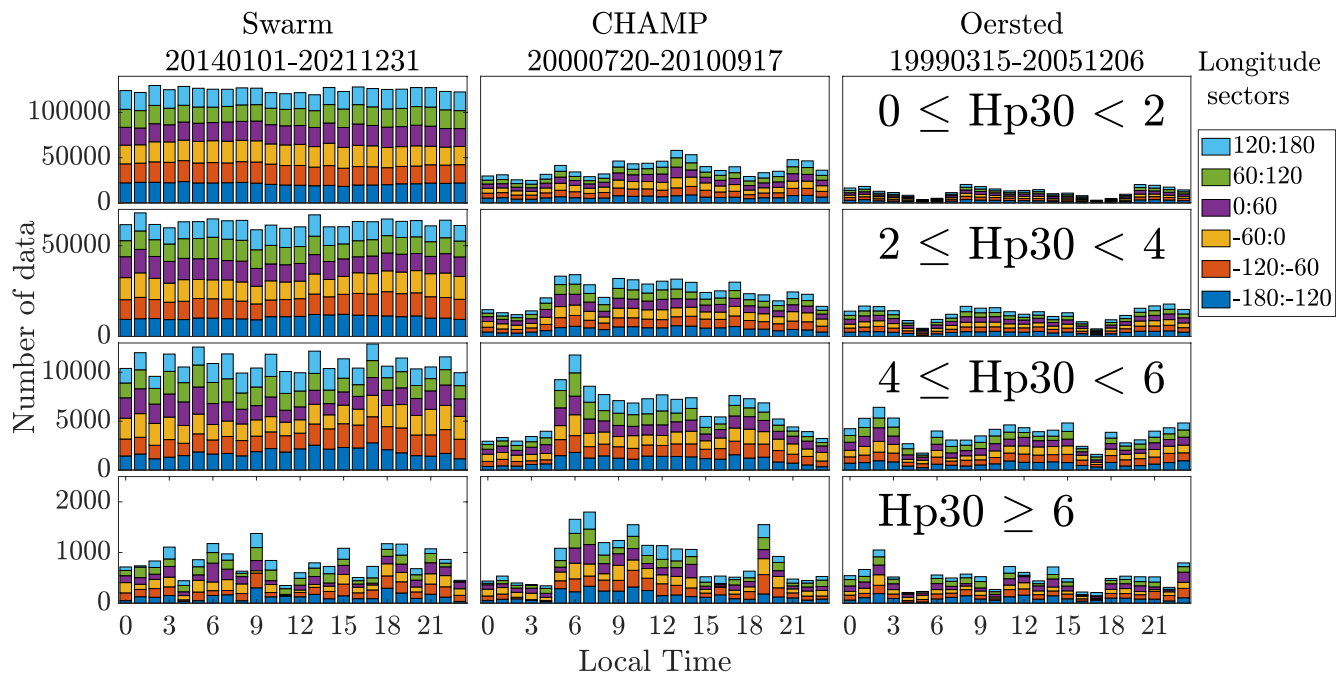 Swarm
20140101-20211231
CHAMP
20000720-20100917
Oersted
19990315-20051206
Longitude
sectors
120:180
60:120
0:60
-60:0
-120:-60
-180:-120
Number of data
100000
50000
0
0 ≤ Hp30 < 2
50000
0
2 ≤ Hp30 < 4
10000
5000
0
4 ≤ Hp30 < 6
2000
1000
0
Hp30 ≥ 6
0 3 6 9 12 15 18 21
0 3 6 9 12 15 18 21
0 3 6 9 12 15 18 21
Local Time